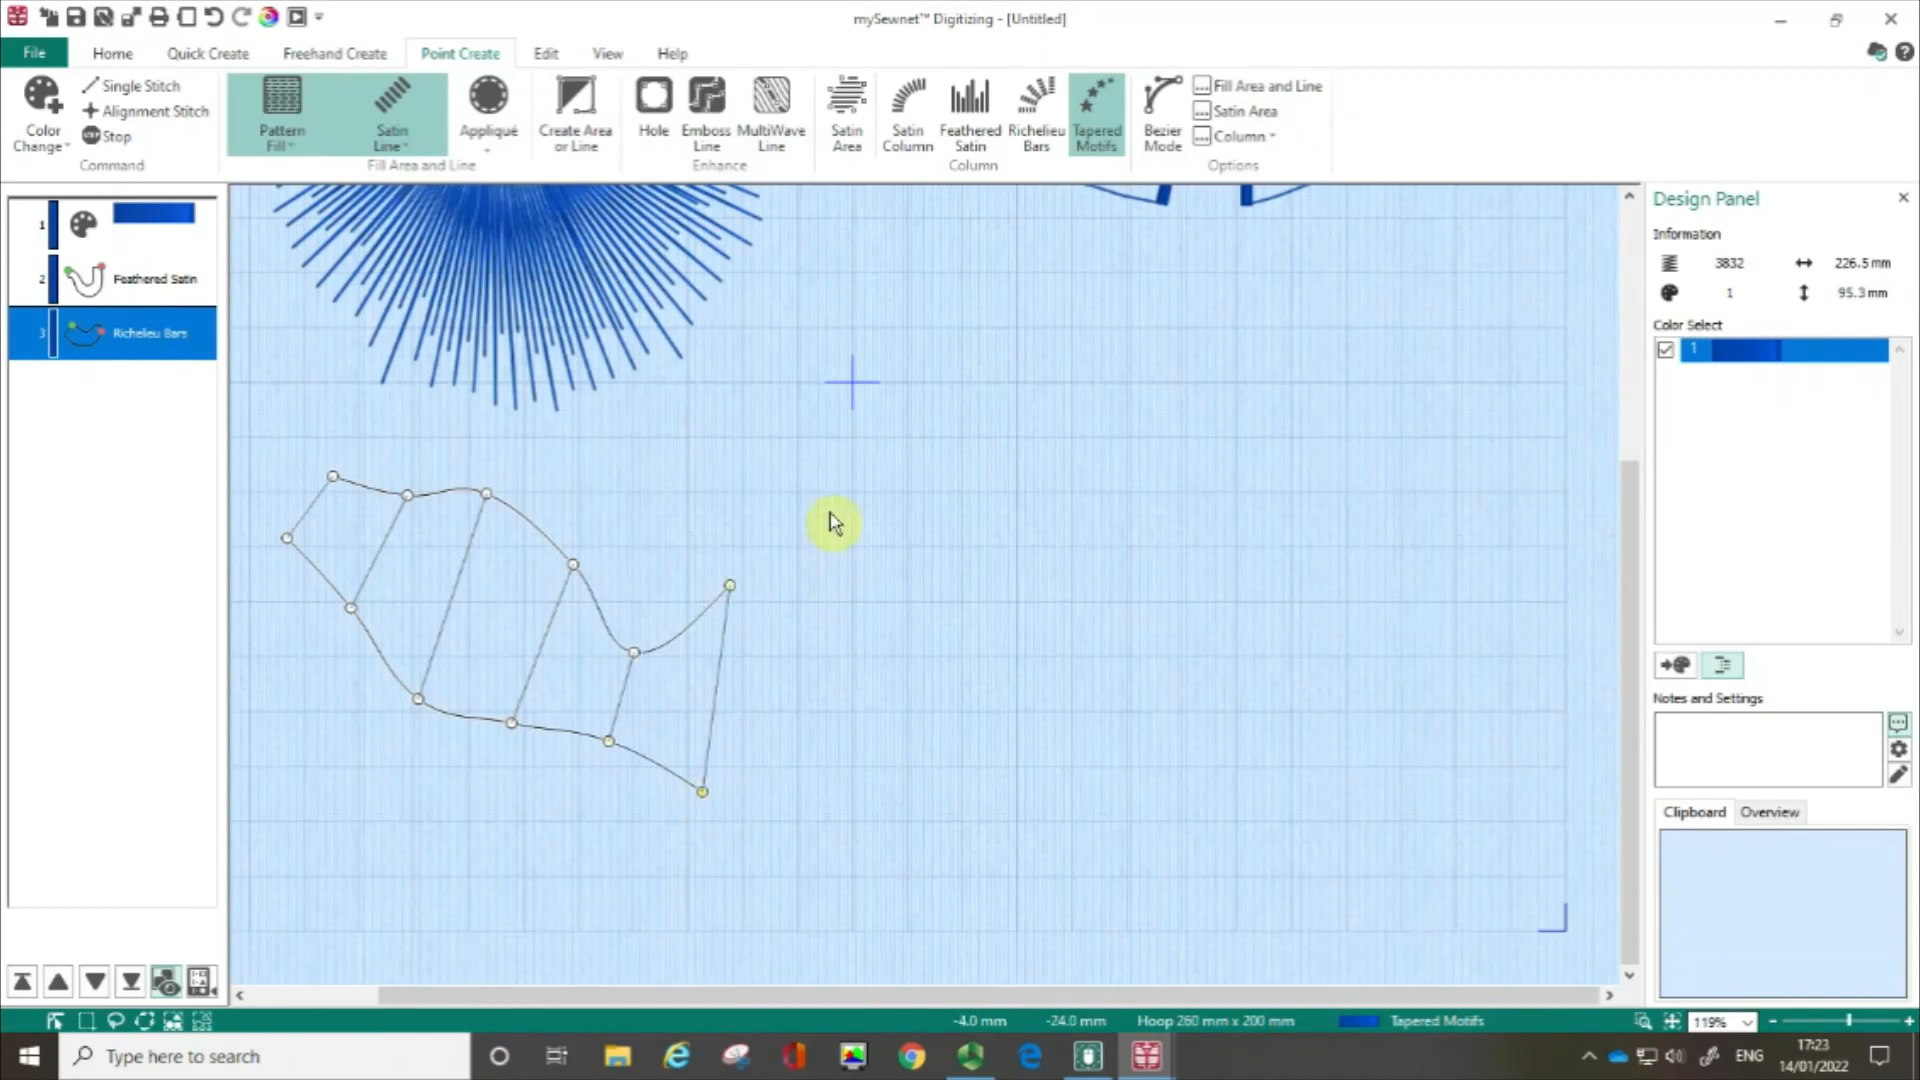 mySewnet™ Digitizing - [Untitled]
File Home Quick Create Freehand Create Point Create Edit View Help
Color Change
Single Stitch
Alignment Stitch
Stop
Command
Pattern Fill
Satin Line
Appliqué
Create Area or Line
Fill Area and Line
Hole
Emboss Line
MultiWave Line
Enhance
Satin Area
Satin Column
Feathered Satin
Richelieu Bars
Tapered Motifs
Column
Bezier Mode
Fill Area and Line
Satin Area
Column
Options
1
2 Feathered Satin
3 Richelieu Bars
Design Panel
Information
3832 226.5 mm
1 95.3 mm
Color Select
1
Notes and Settings
Clipboard Overview
-4.0 mm -24.0 mm Hoop 260 mm x 200 mm Tapered Motifs 119%
Type here to search
ENG
17:23
14/01/2022